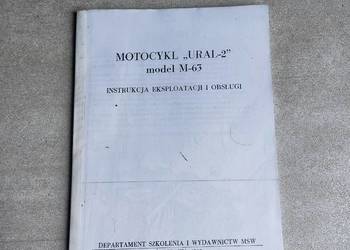 MOTOCYKL „URAL-2”
model M-63
INSTRUKCJA EKSPLOATACJI I OBSŁUGI
DEPARTAMENT SZKOLENIA I WYDAWNICTW MSW